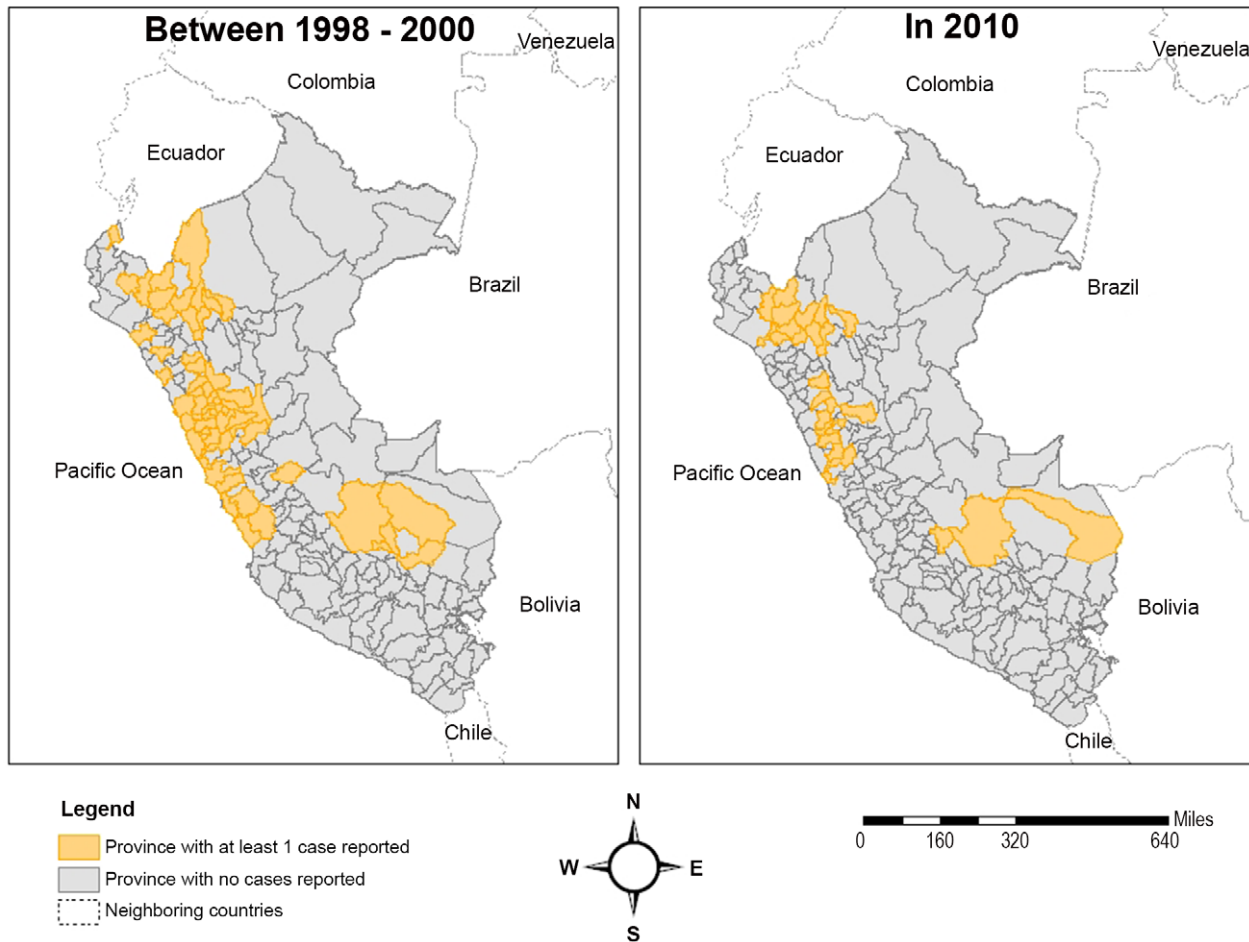 Between 1998 - 2000
Venezuela
Colombia
Ecuador
Brazil
Pacific Ocean
Bolivia
Chile
In 2010
Venezuela
Colombia
Ecuador
Brazil
Pacific Ocean
Bolivia
Chile
Legend
Province with at least 1 case reported
Province with no cases reported
Neighboring countries
N
W E
S
Miles
0 160 320 640